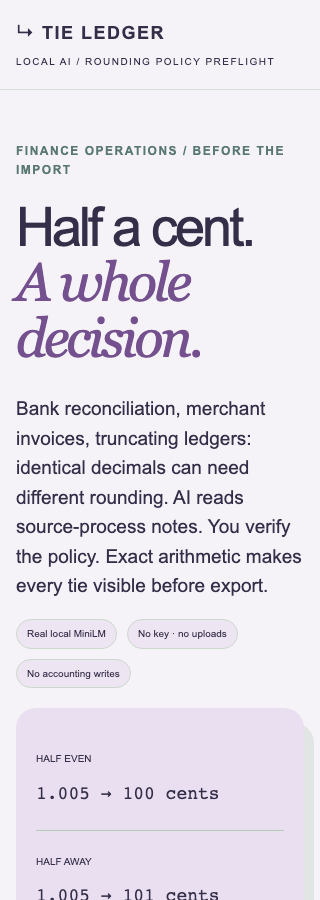 ↳ TIE LEDGER
LOCAL AI / ROUNDING POLICY PREFLIGHT
FINANCE OPERATIONS / BEFORE THE
IMPORT
Half a cent.
A whole
decision.
Bank reconciliation, merchant
invoices, truncating ledgers:
identical decimals can need
different rounding. AI reads
source-process notes. You verify
the policy. Exact arithmetic makes
every tie visible before export.
Real local MiniLM
No key · no uploads
No accounting writes
HALF EVEN
1.005 → 100 cents
HALF AWAY
1.005 → 101 cents